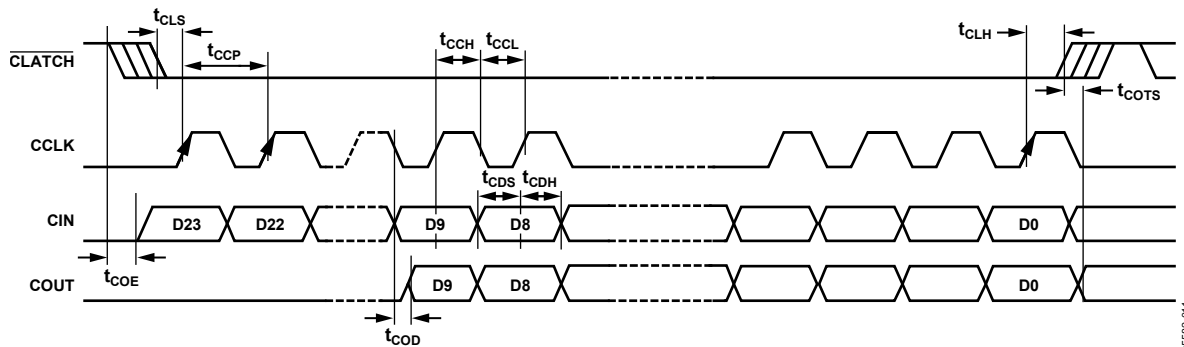 tCLS
tCCP
tCCH
tCCL
tCLH
CLATCH
tCOTS
CCLK
tCDS
tCDH
CIN
D23
D22
D9
D8
D0
tCOE
COUT
D9
D8
D0
tCOD